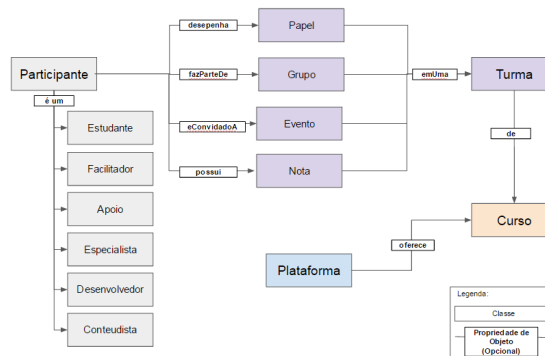 desepenha
Papel
Participante
fazParteDe
Grupo
emUma
Turma
é um
Estudante
eConvidadoA
Evento
de
Facilitador
possui
Nota
Apoio
Curso
Especialista
oferece
Plataforma
Desenvolvedor
Legenda:
Classe
Conteudista
Propriedade de
Objeto
(Opcional)